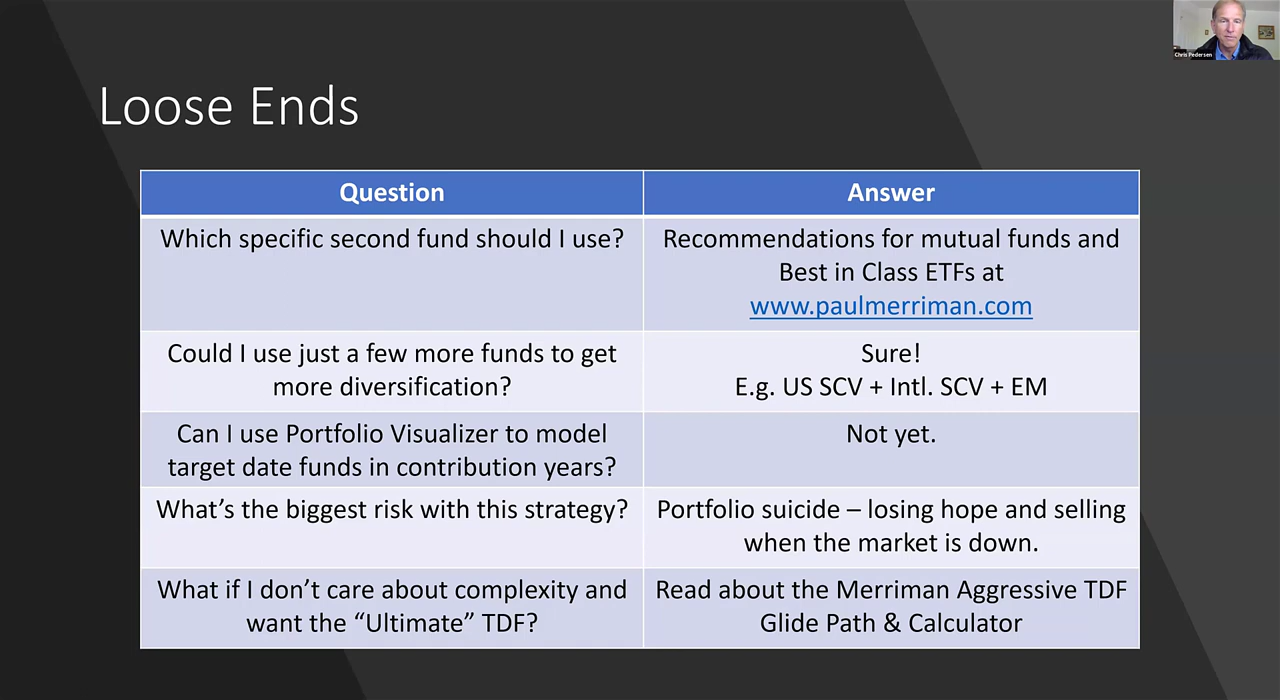 Chris Pedersen
Loose Ends
Question
Answer
Which specific second fund should I use?
Recommendations for mutual funds and
Best in Class ETFs at
www.paulmerriman.com
Could I use just a few more funds to get
more diversification?
Sure!
E.g. US SCV + Intl. SCV + EM
Can I use Portfolio Visualizer to model
target date funds in contribution years?
Not yet.
What’s the biggest risk with this strategy?
Portfolio suicide – losing hope and selling
when the market is down.
What if I don’t care about complexity and
want the “Ultimate” TDF?
Read about the Merriman Aggressive TDF
Glide Path & Calculator